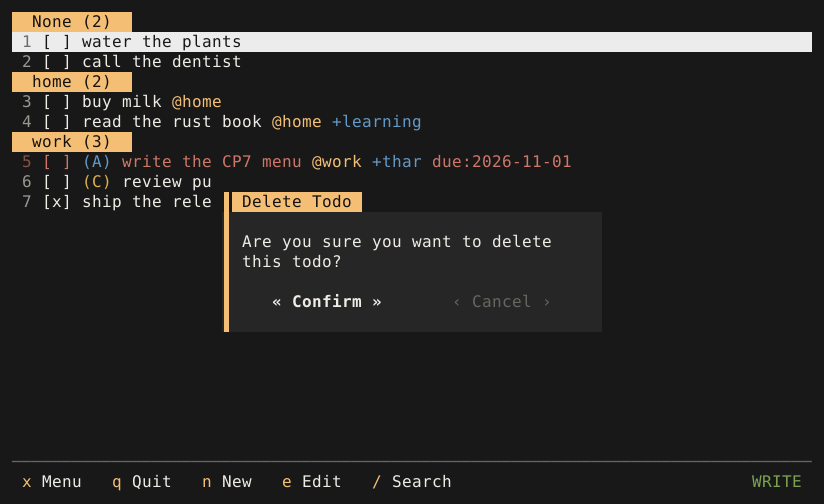 None (2)
1 [ ] water the plants
2 [ ] call the dentist
home (2)
3 [ ] buy milk @home
4 [ ] read the rust book @home +learning
work (3)
5 [ ] (A) write the CP7 menu @work +thar due:2026-11-01
6 [ ] (C) review pu
7 [x] ship the rele
Delete Todo
Are you sure you want to delete
this todo?
« Confirm » ‹ Cancel ›
x Menu q Quit n New e Edit / Search WRITE